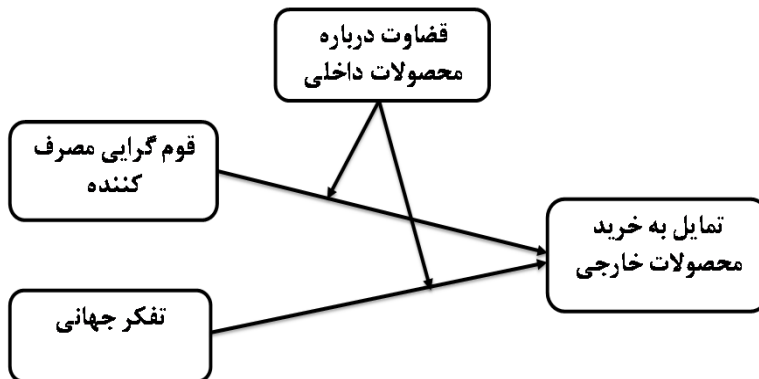 قضاوت درباره
محصولات داخلی
قوم گرایی مصرف
کننده
تمایل به خرید
محصولات خارجی
تفکر جهانی